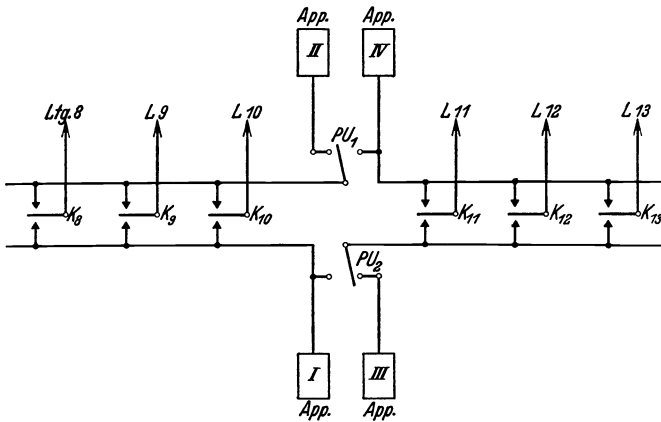 App. App.
II IV
Ltg. 8 L 9 L 10 L 11 L 12 L 13
PU₁
K₈ K₉ K₁₀ K₁₁ K₁₂ K₁₃
PU₂
I III
App. App.